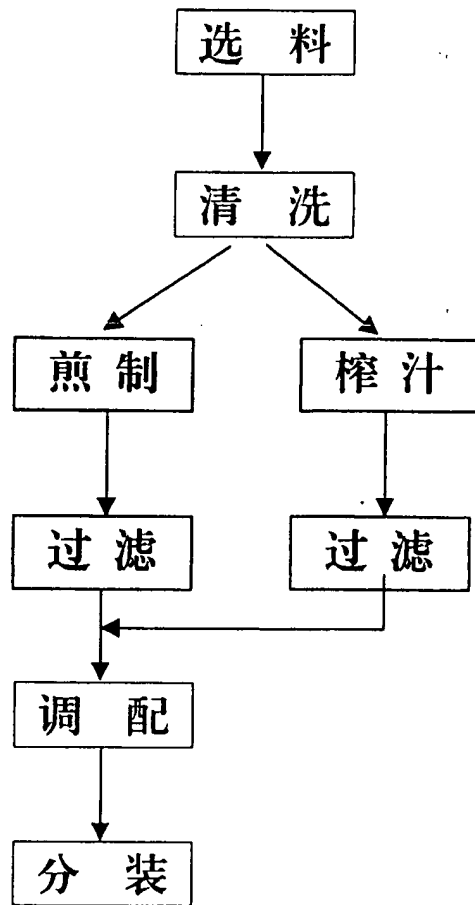 选 料
清 洗
煎 制
榨 汁
过 滤
过 滤
调 配
分 装